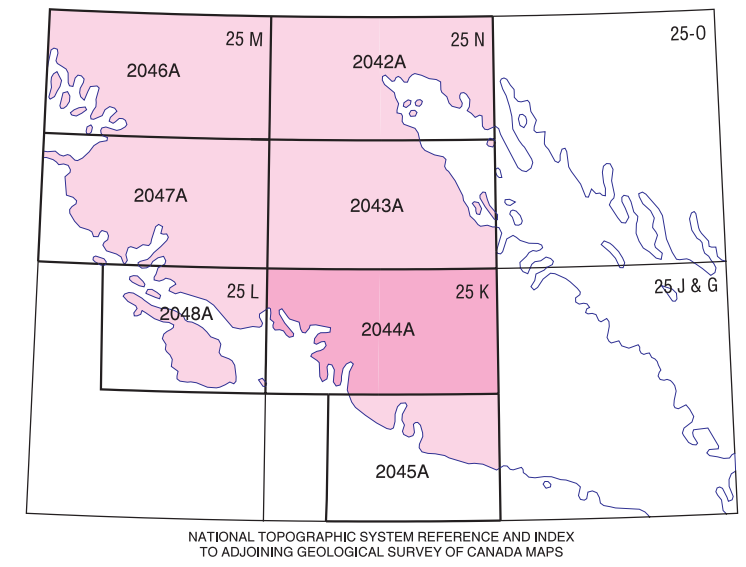 25 M
25 N
25-O
2046A
2042A
2047A
2043A
25 L
25 K
25 J & G
2048A
2044A
2045A
NATIONAL TOPOGRAPHIC SYSTEM REFERENCE AND INDEX
TO ADJOINING GEOLOGICAL SURVEY OF CANADA MAPS